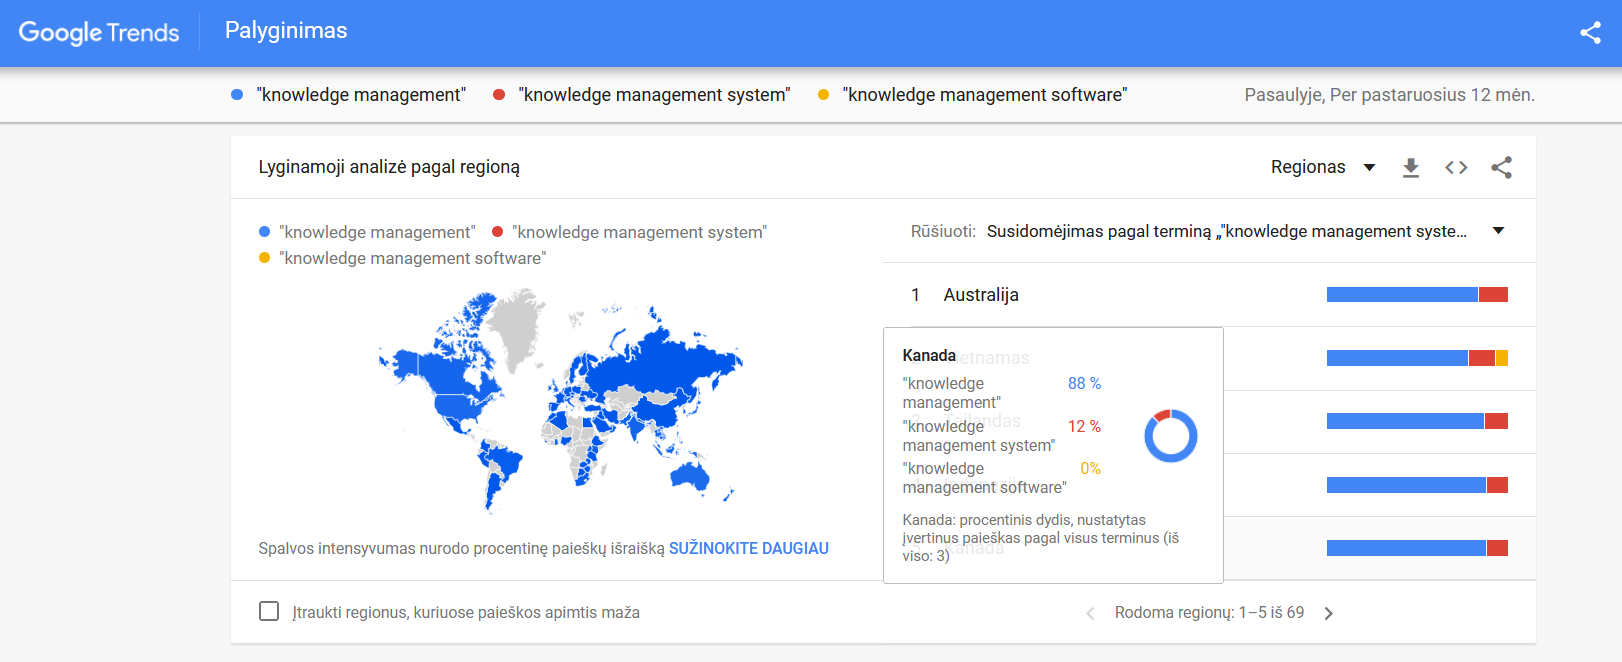 Google Trends
Palyginimas
"knowledge management"
"knowledge management system"
"knowledge management software"
Pasaulyje, Per pastaruosius 12 mėn.
Lyginamoji analizė pagal regioną
Regionas
"knowledge management"
"knowledge management system"
"knowledge management software"
Spalvos intensyvumas nurodo procentinę paieškų išraišką SUŽINOKITE DAUGIAU
Rūšiuoti: Susidomėjimas pagal terminą „"knowledge management syste...
1 Australija
Kanada
"knowledge
management"
88 %
"knowledge
management system"
12 %
"knowledge
management software"
0%
Kanada: procentinis dydis, nustatytas
įvertinus paieškas pagal visus terminus (iš
viso: 3)
Tailandas
5 Kanada
Įtraukti regionus, kuriuose paieškos apimtis maža
Rodoma regionų: 1–5 iš 69